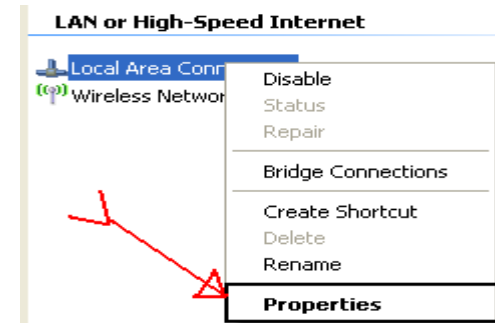 LAN or High-Speed Internet
Local Area Conn
Wireless Networ
Disable
Status
Repair
Bridge Connections
Create Shortcut
Delete
Rename
Properties